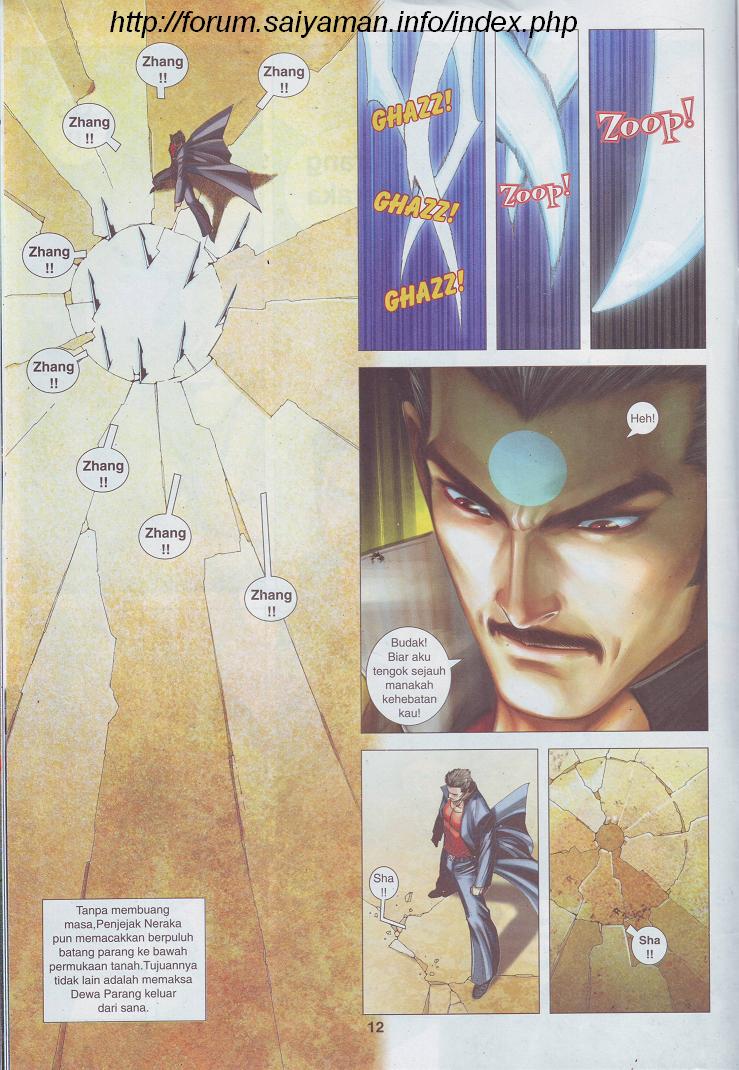 http://forum.saiyaman.info/index.php
Zhang
!!
Zhang
!!
Zhang
!!
Zhang
!!
Zhang
!!
Zhang
!!
Zhang
!!
Zhang
!!
Tanpa membuang
masa,Penjejak Neraka
pun memacakkan berpuluh
batang parang ke bawah
permukaan tanah.Tujuannya
tidak lain adalah memaksa
Dewa Parang keluar
dari sana.
GHAZZ!
GHAZZ!
GHAZZ!
Zoop!
Zoop!
Heh!
Budak!
Biar aku
tengok sejauh
manakah
kehebatan
kau!
Sha
!!
Sha
!!
12